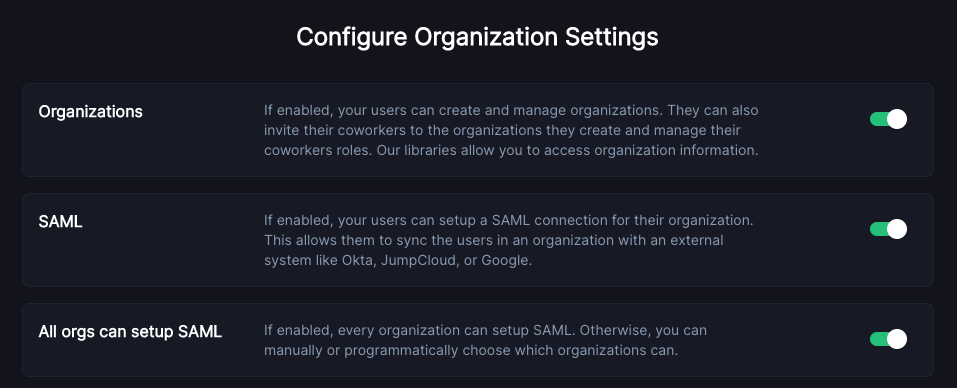 Configure Organization Settings
Organizations
If enabled, your users can create and manage organizations. They can also
invite their coworkers to the organizations they create and manage their
coworkers roles. Our libraries allow you to access organization information.
SAML
If enabled, your users can setup a SAML connection for their organization.
This allows them to sync the users in an organization with an external
system like Okta, JumpCloud, or Google.
All orgs can setup SAML
If enabled, every organization can setup SAML. Otherwise, you can
manually or programmatically choose which organizations can.